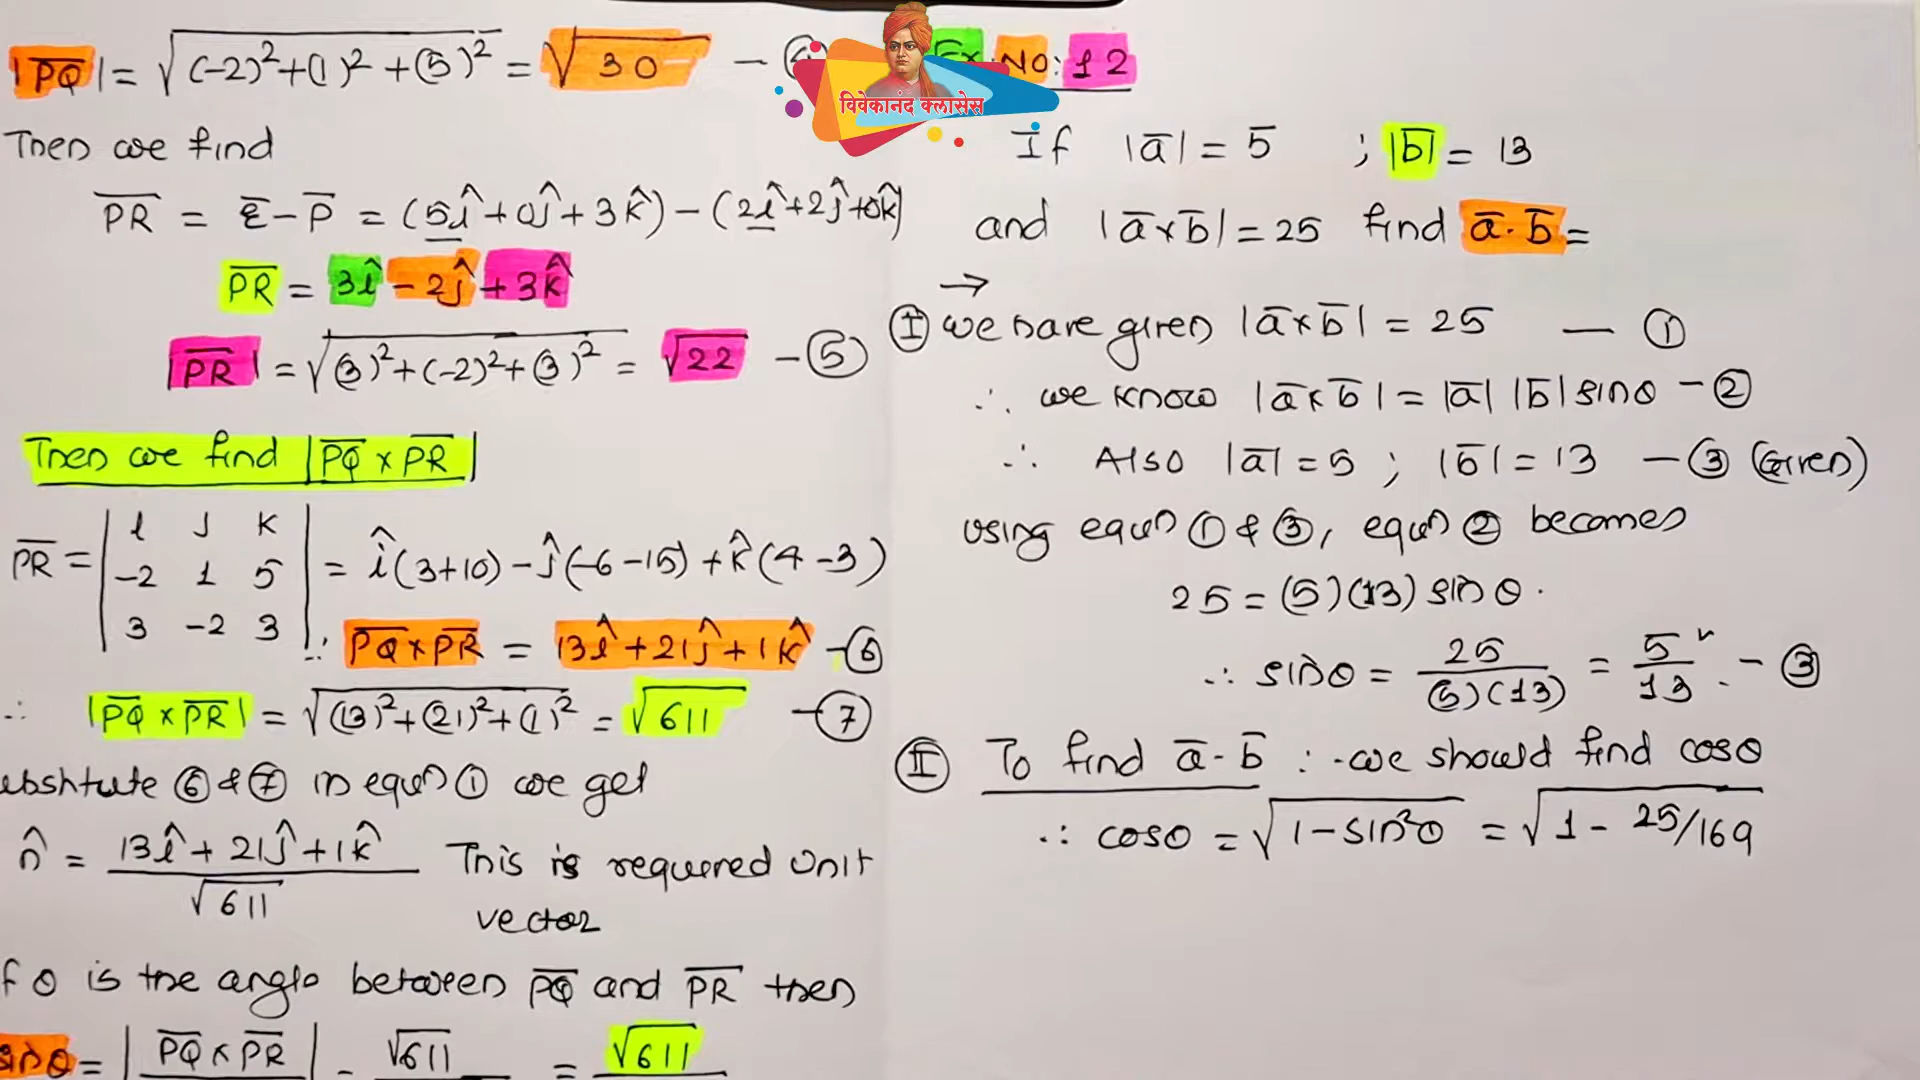 |PQ| = √(-2)²+(1)²+(5)² = √30 — 4
Then we find
PR = r̄ - P̄ = (5î+0ĵ+3k̂) - (2î+2ĵ+0k̂)
PR = 3î - 2ĵ + 3k̂
|PR| = √(3)²+(-2)²+(3)² = √22 - 5
Then we find |PQ × PR|
PR = | i j k | = î(3+10) - ĵ(-6-15) + k̂(4-3)
-2 1 5
3 -2 3
∴ PQ × PR = 13î + 21ĵ + 1k̂ - 6
∴ |PQ × PR| = √(13)²+(21)²+(1)² = √611 - 7
ubstitute 6 & 7 in equn 1 we get
n̂ = 13î + 21ĵ + 1k̂ / √611 This is required unit
vector
f θ is the angle between PQ and PR then
sinθ = | PQ × PR | - √611 = √611
विवेकानंद क्लासेस
Ex. No: 12
If |ā| = 5 ; |b̄| = 13
and |ā×b̄| = 25 find ā·b̄ =
→
I we have given |ā×b̄| = 25 — 1
∴ we know |ā×b̄| = |ā| |b̄| sinθ - 2
∴ Also |ā| = 5 ; |b̄| = 13 - 3 (Given)
using equn 1 & 3, equn 2 becomes
25 = (5)(13) sinθ.
∴ sinθ = 25 / (5)(13) = 5/13 - 3
II To find ā·b̄ : we should find cosθ
∴ cosθ = √1-sin²θ = √1 - 25/169